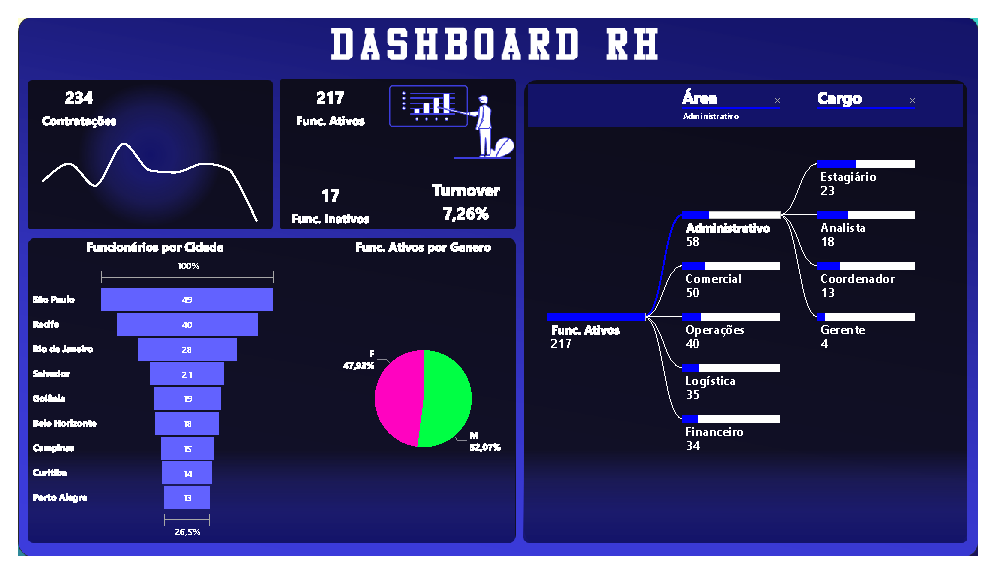 DASHBOARD RH
234
Contratações
217
Func. Ativos
17
Func. Inativos
Turnover
7,26%
Área
×
Administrativo
Cargo
×
Funcionários por Cidade
100%
São Paulo
49
Recife
40
Rio de Janeiro
28
Salvador
21
Goiânia
19
Belo Horizonte
18
Campinas
15
Curitiba
14
Porto Alegre
13
26,5%
Func. Ativos por Genero
F
47,93%
M
52,07%
Func. Ativos
217
Administrativo
58
Comercial
50
Operações
40
Logística
35
Financeiro
34
Estagiário
23
Analista
18
Coordenador
13
Gerente
4